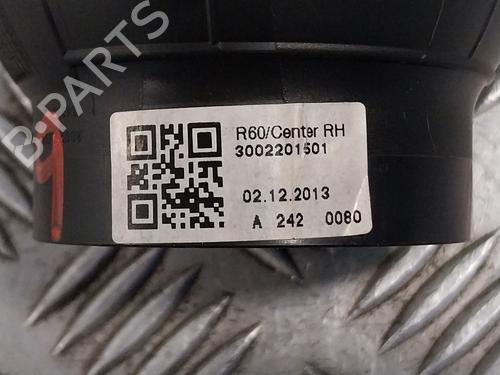 B-PARTS
R60/Center RH
3002201501
02.12.2013
A 242 0080